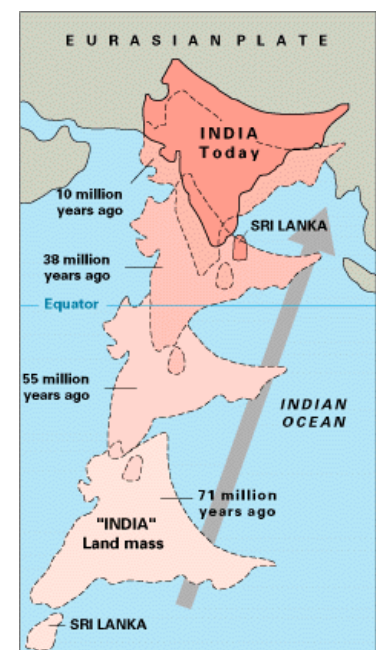 EURASIAN PLATE
INDIA
Today
10 million
years ago
SRI LANKA
38 million
years ago
Equator
55 million
years ago
INDIAN
OCEAN
71 million
years ago
"INDIA"
Land mass
SRI LANKA